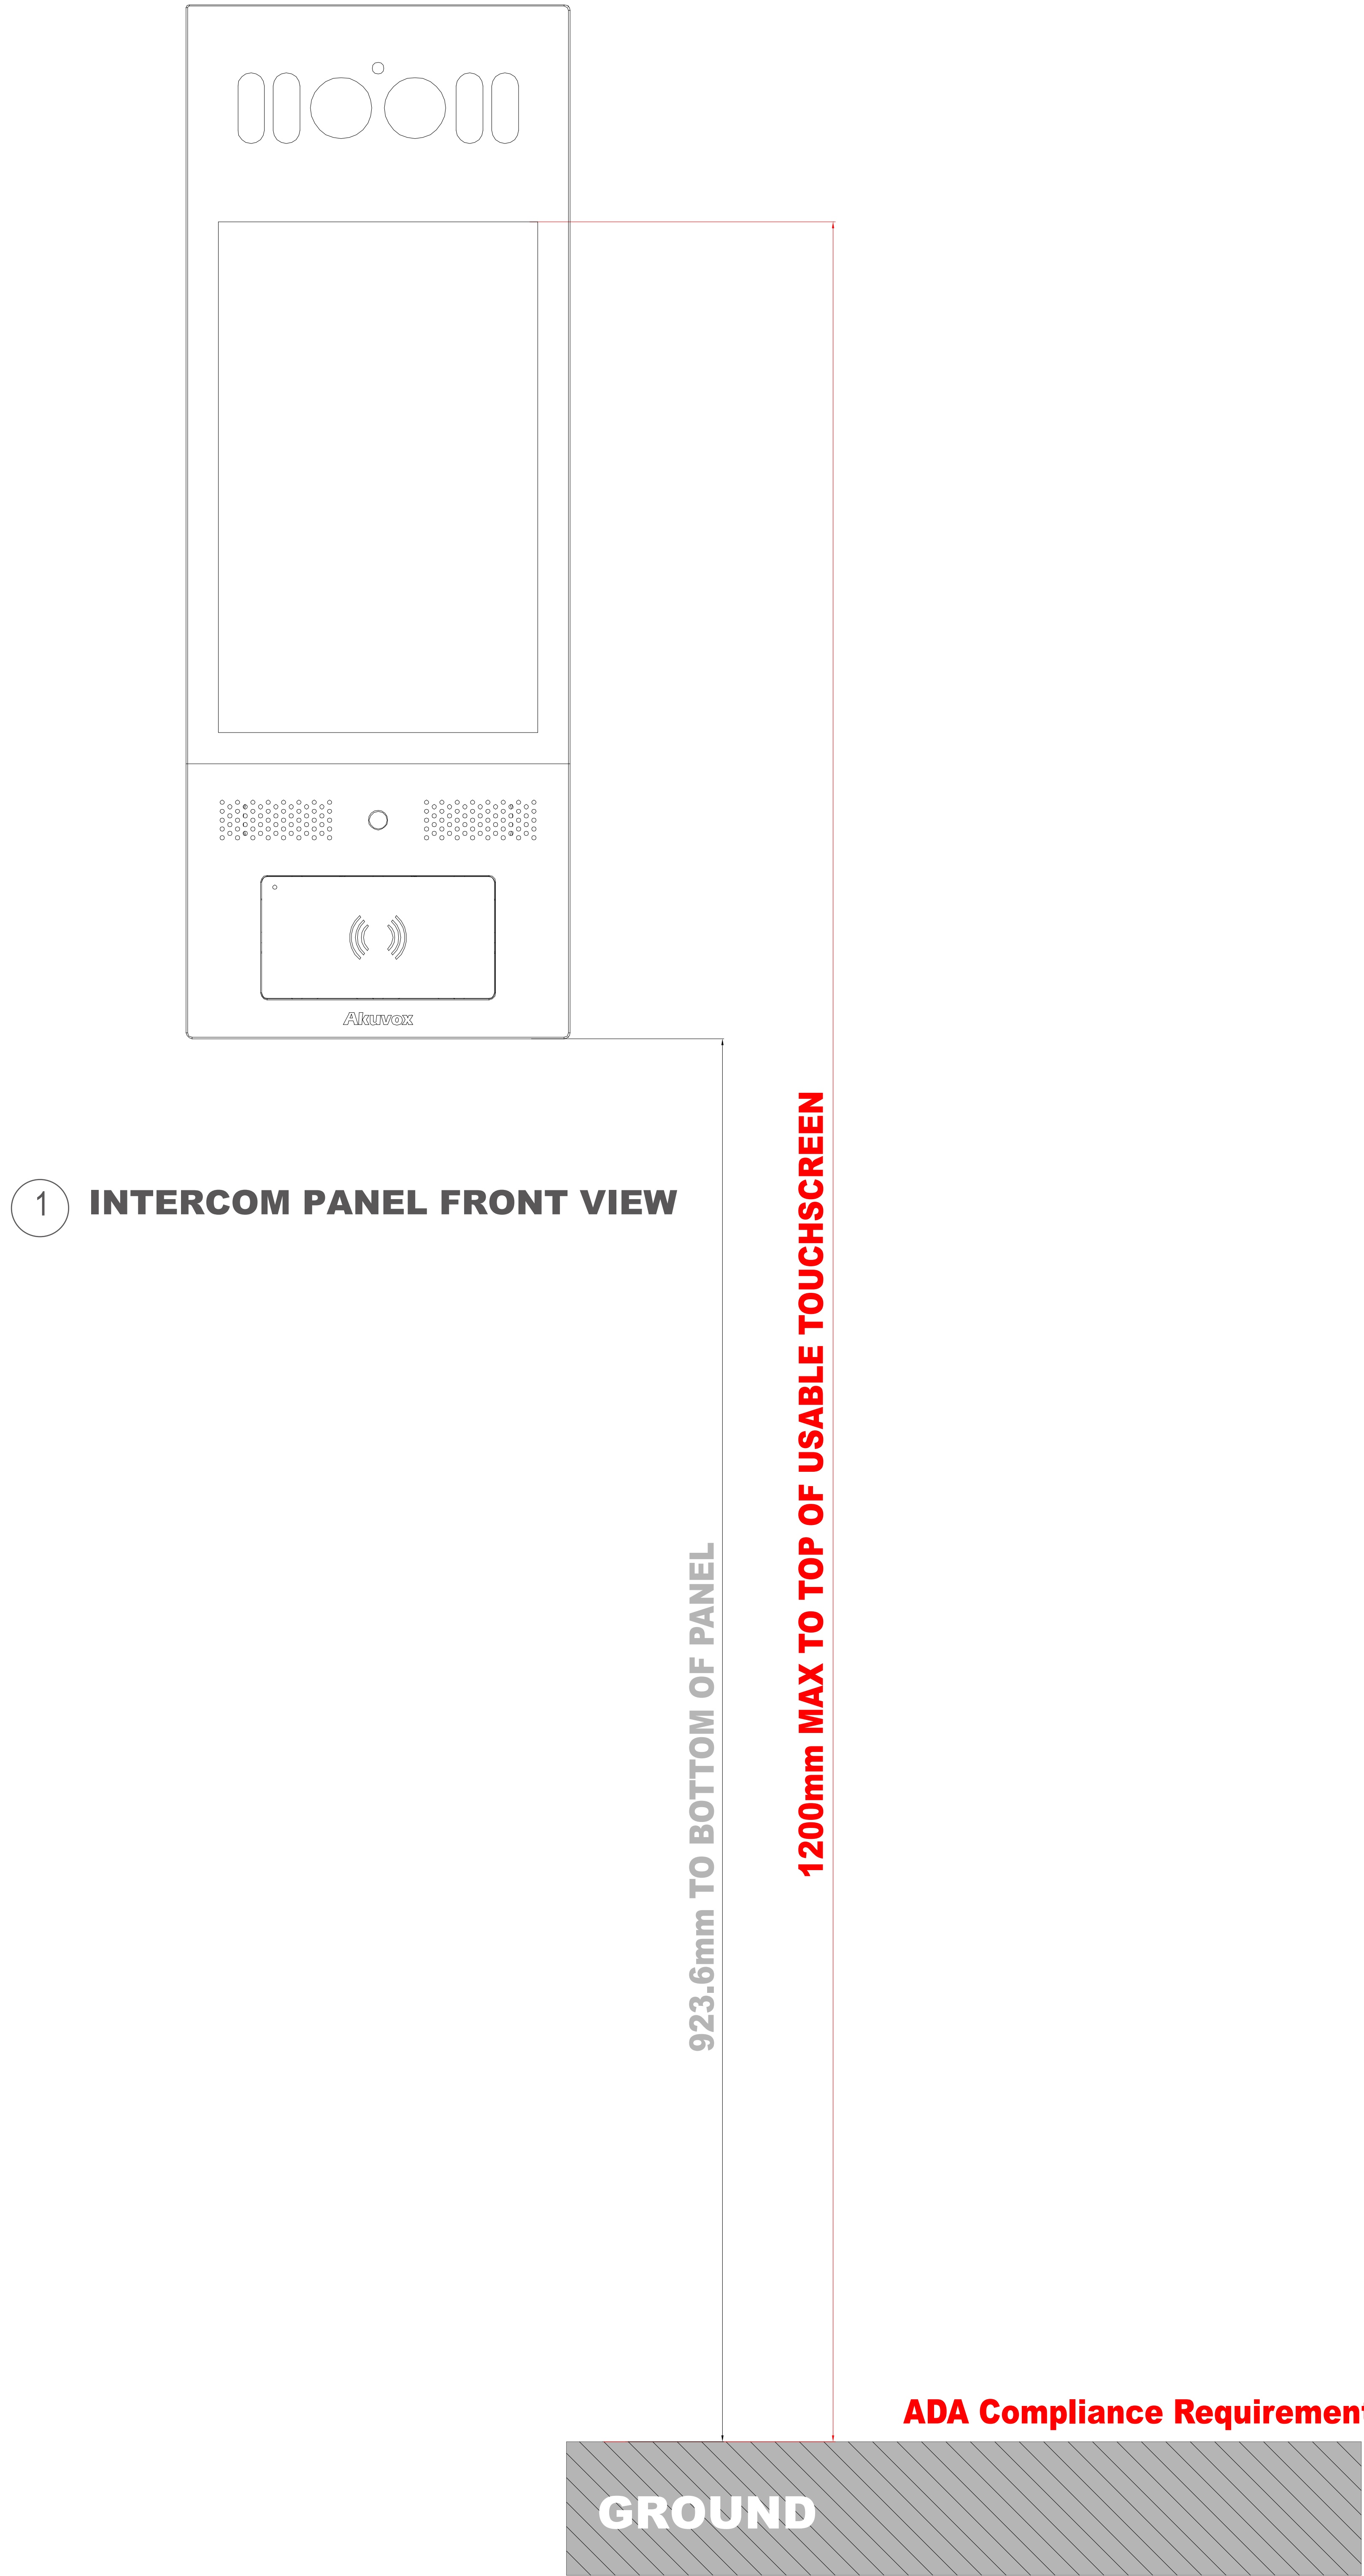 Akuvox
1 INTERCOM PANEL FRONT VIEW
923.6mm TO BOTTOM OF PANEL
1200mm MAX TO TOP OF USABLE TOUCHSCREEN
ADA Compliance Requirement
GROUND